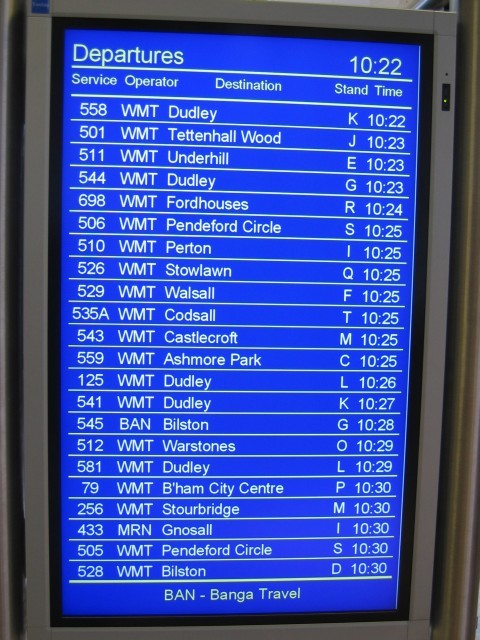 Departures 10:22
Service Operator Destination Stand Time
558 WMT Dudley K 10:22
501 WMT Tettenhall Wood J 10:23
511 WMT Underhill E 10:23
544 WMT Dudley G 10:23
698 WMT Fordhouses R 10:24
506 WMT Pendeford Circle S 10:25
510 WMT Perton I 10:25
526 WMT Stowlawn Q 10:25
529 WMT Walsall F 10:25
535A WMT Codsall T 10:25
543 WMT Castlecroft M 10:25
559 WMT Ashmore Park C 10:25
125 WMT Dudley L 10:26
541 WMT Dudley K 10:27
545 BAN Bilston G 10:28
512 WMT Warstones O 10:29
581 WMT Dudley L 10:29
79 WMT B'ham City Centre P 10:30
256 WMT Stourbridge M 10:30
433 MRN Gnosall I 10:30
505 WMT Pendeford Circle S 10:30
528 WMT Bilston D 10:30
BAN - Banga Travel